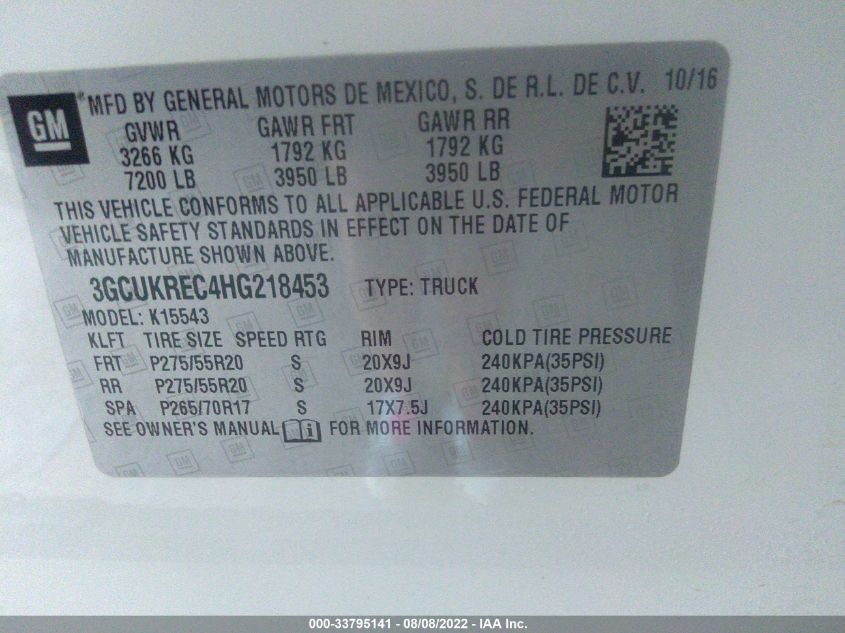 GM
*MFD BY GENERAL MOTORS DE MEXICO, S. DE R.L. DE C.V. 10/16
GVWR GAWR FRT GAWR RR
3266 KG 1792 KG 1792 KG
7200 LB 3950 LB 3950 LB
THIS VEHICLE CONFORMS TO ALL APPLICABLE U.S. FEDERAL MOTOR
VEHICLE SAFETY STANDARDS IN EFFECT ON THE DATE OF
MANUFACTURE SHOWN ABOVE.
3GCUKREC4HG218453 TYPE: TRUCK
MODEL: K15543
KLFT TIRE SIZE SPEED RTG RIM COLD TIRE PRESSURE
FRT P275/55R20 S 20X9J 240KPA(35PSI)
RR P275/55R20 S 20X9J 240KPA(35PSI)
SPA P265/70R17 S 17X7.5J 240KPA(35PSI)
SEE OWNER'S MANUAL i FOR MORE INFORMATION.
000-33795141 - 08/08/2022 - IAA Inc.